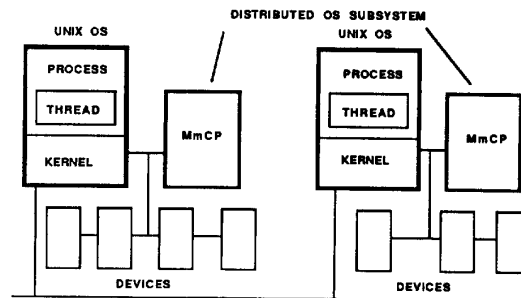 DISTRIBUTED OS SUBSYSTEM
UNIX OS
PROCESS
THREAD
KERNEL
MmCP
DEVICES
UNIX OS
PROCESS
THREAD
KERNEL
MmCP
DEVICES